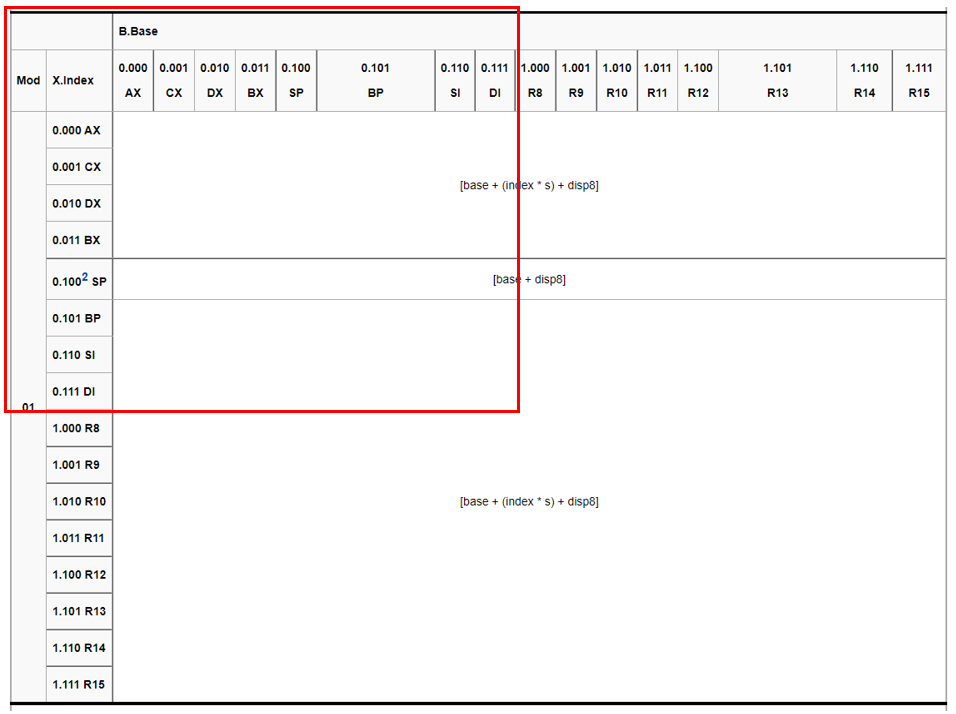 B.Base
Mod X.Index 0.000 0.001 0.010 0.011 0.100 0.101 0.110 0.111 1.000 1.001 1.010 1.011 1.100 1.101 1.110 1.111
AX CX DX BX SP BP SI DI R8 R9 R10 R11 R12 R13 R14 R15
0.000 AX
0.001 CX
[base + (index * s) + disp8]
0.010 DX
0.011 BX
0.100² SP [base + disp8]
0.101 BP
0.110 SI
0.111 DI
01
1.000 R8
1.001 R9
1.010 R10 [base + (index * s) + disp8]
1.011 R11
1.100 R12
1.101 R13
1.110 R14
1.111 R15